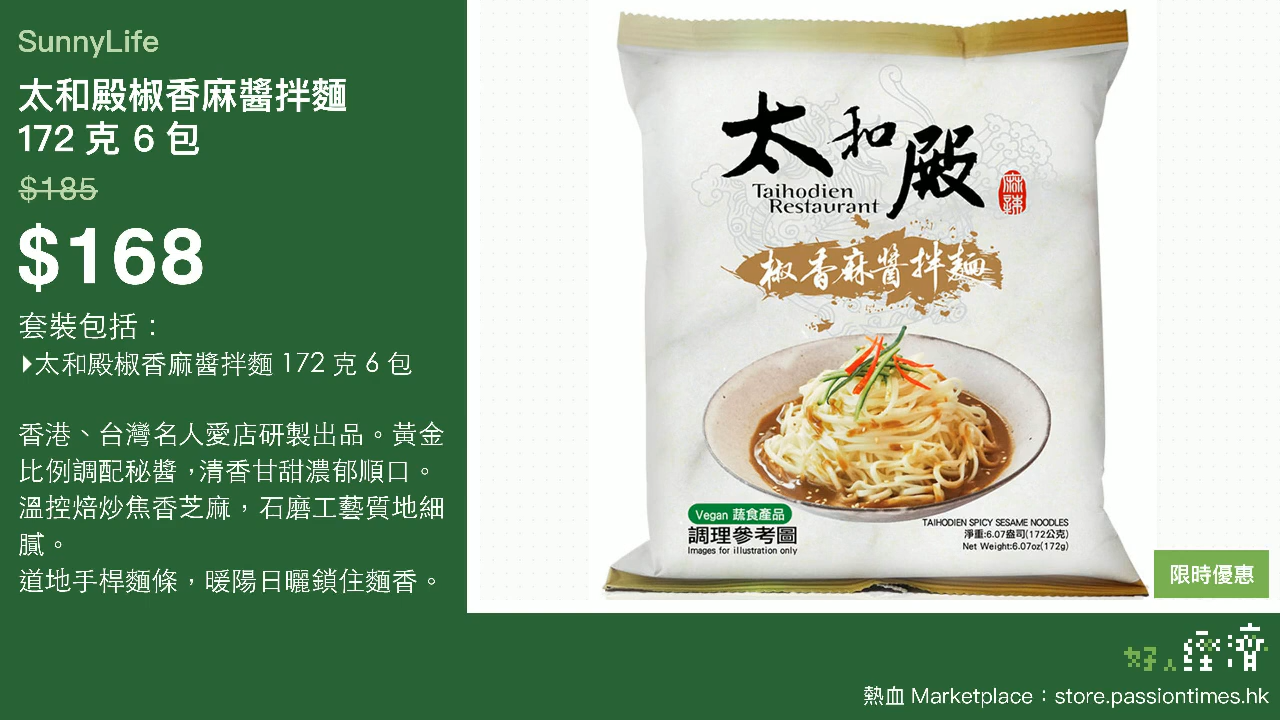 SunnyLife
太和殿椒香麻醬拌麵
172 克 6 包
$185
$168
套裝包括：
太和殿椒香麻醬拌麵 172 克 6 包
香港、台灣名人愛店研製出品。黃金
比例調配秘醬，清香甘甜濃郁順口。
溫控焙炒焦香芝麻，石磨工藝質地細
膩。
道地手桿麵條，暖陽日曬鎖住麵香。
太和殿
Taihodien
Restaurant
麻辣
椒香麻醬拌麵
Vegan 蔬食產品
調理參考圖
Images for illustration only
TAIHODIEN SPICY SESAME NOODLES
淨重:6.07盎司(172公克)
Net Weight:6.07oz(172g)
限時優惠
好人經濟
熱血 Marketplace：store.passiontimes.hk